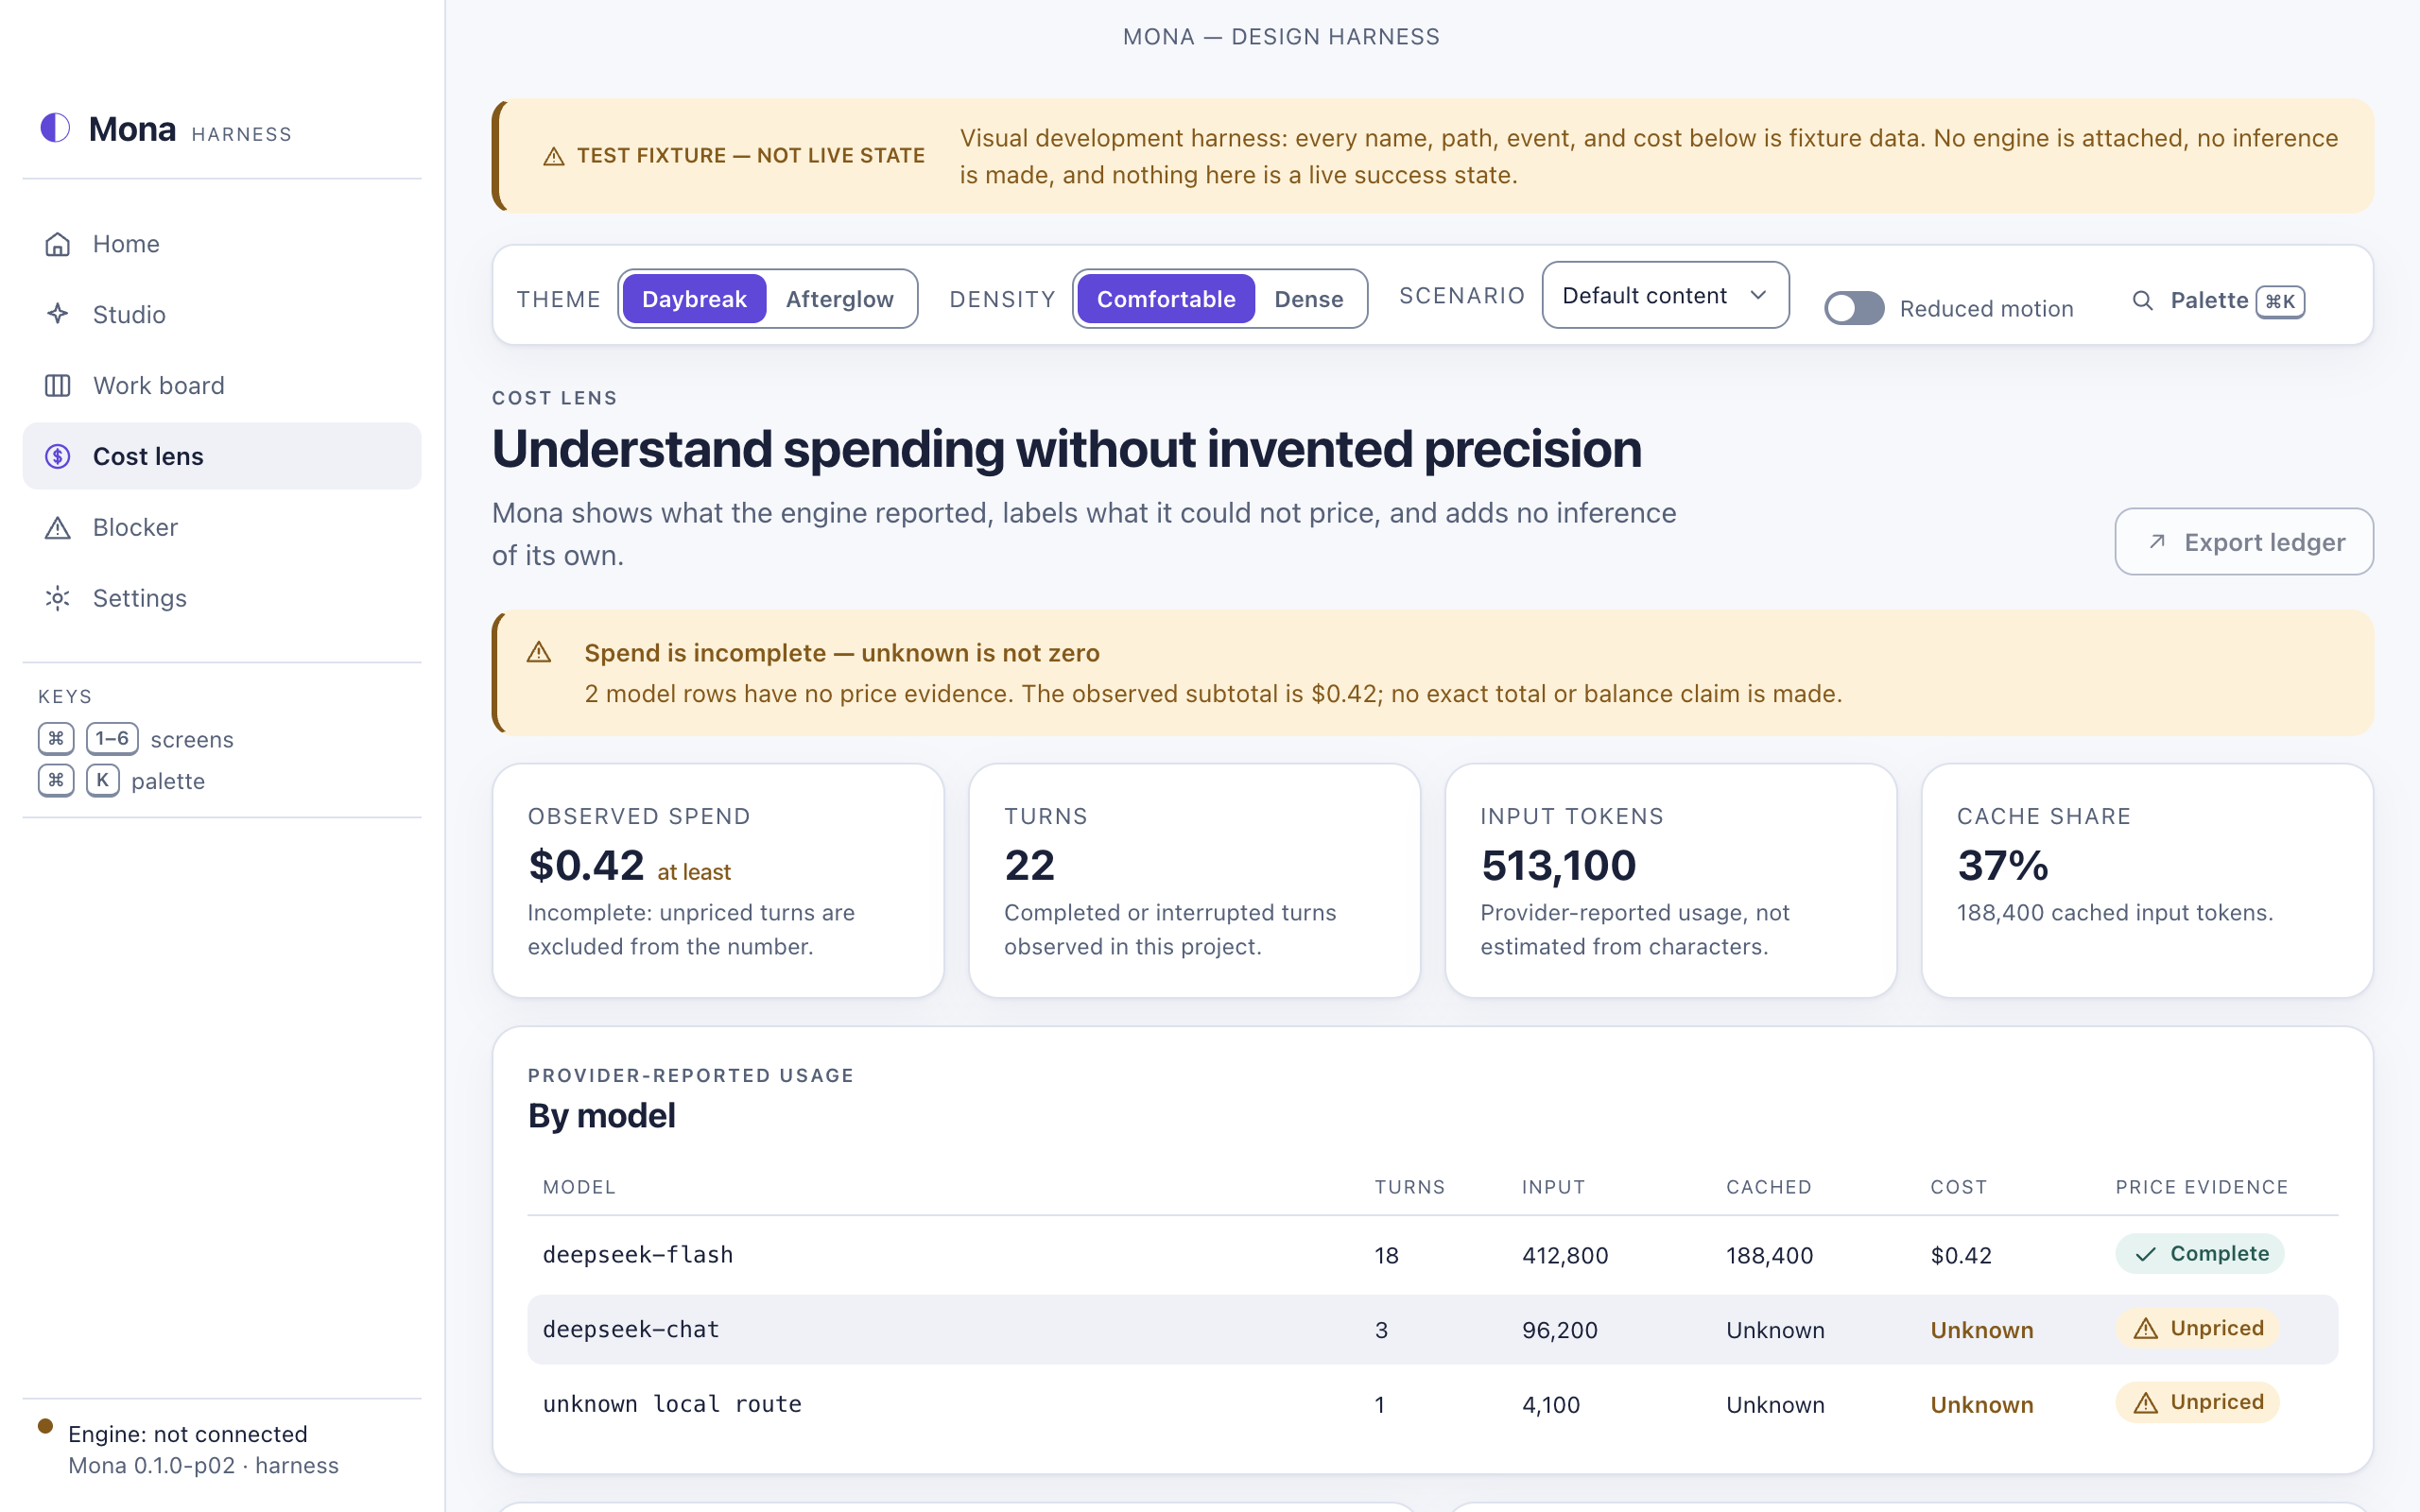 MONA — DESIGN HARNESS
Mona HARNESS
Home
Studio
Work board
Cost lens
Blocker
Settings
KEYS
⌘ 1–6 screens
⌘ K palette
Engine: not connected
Mona 0.1.0-p02 · harness
TEST FIXTURE — NOT LIVE STATE
Visual development harness: every name, path, event, and cost below is fixture data. No engine is attached, no inference
is made, and nothing here is a live success state.
THEME Daybreak Afterglow DENSITY Comfortable Dense SCENARIO Default content Reduced motion Palette ⌘K
COST LENS
Understand spending without invented precision
Mona shows what the engine reported, labels what it could not price, and adds no inference
of its own.
Export ledger
Spend is incomplete — unknown is not zero
2 model rows have no price evidence. The observed subtotal is $0.42; no exact total or balance claim is made.
OBSERVED SPEND
$0.42 at least
Incomplete: unpriced turns are
excluded from the number.
TURNS
22
Completed or interrupted turns
observed in this project.
INPUT TOKENS
513,100
Provider-reported usage, not
estimated from characters.
CACHE SHARE
37%
188,400 cached input tokens.
PROVIDER-REPORTED USAGE
By model
MODEL TURNS INPUT CACHED COST PRICE EVIDENCE
deepseek-flash 18 412,800 188,400 $0.42 Complete
deepseek-chat 3 96,200 Unknown Unknown Unpriced
unknown local route 1 4,100 Unknown Unknown Unpriced